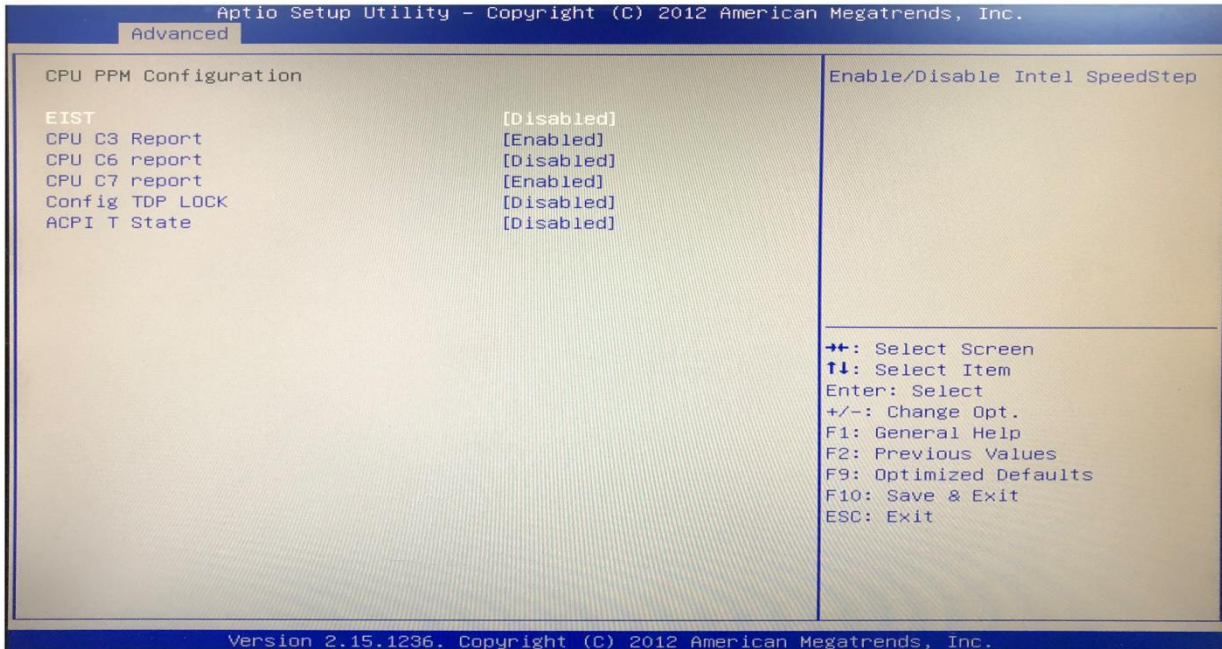 Aptio Setup Utility – Copyright (C) 2012 American Megatrends, Inc.
Advanced
CPU PPM Configuration
EIST [Disabled]
CPU C3 Report [Enabled]
CPU C6 report [Disabled]
CPU C7 report [Enabled]
Config TDP LOCK [Disabled]
ACPI T State [Disabled]
Enable/Disable Intel SpeedStep
→←: Select Screen
↑↓: Select Item
Enter: Select
+/-: Change Opt.
F1: General Help
F2: Previous Values
F9: Optimized Defaults
F10: Save & Exit
ESC: Exit
Version 2.15.1236. Copyright (C) 2012 American Megatrends, Inc.